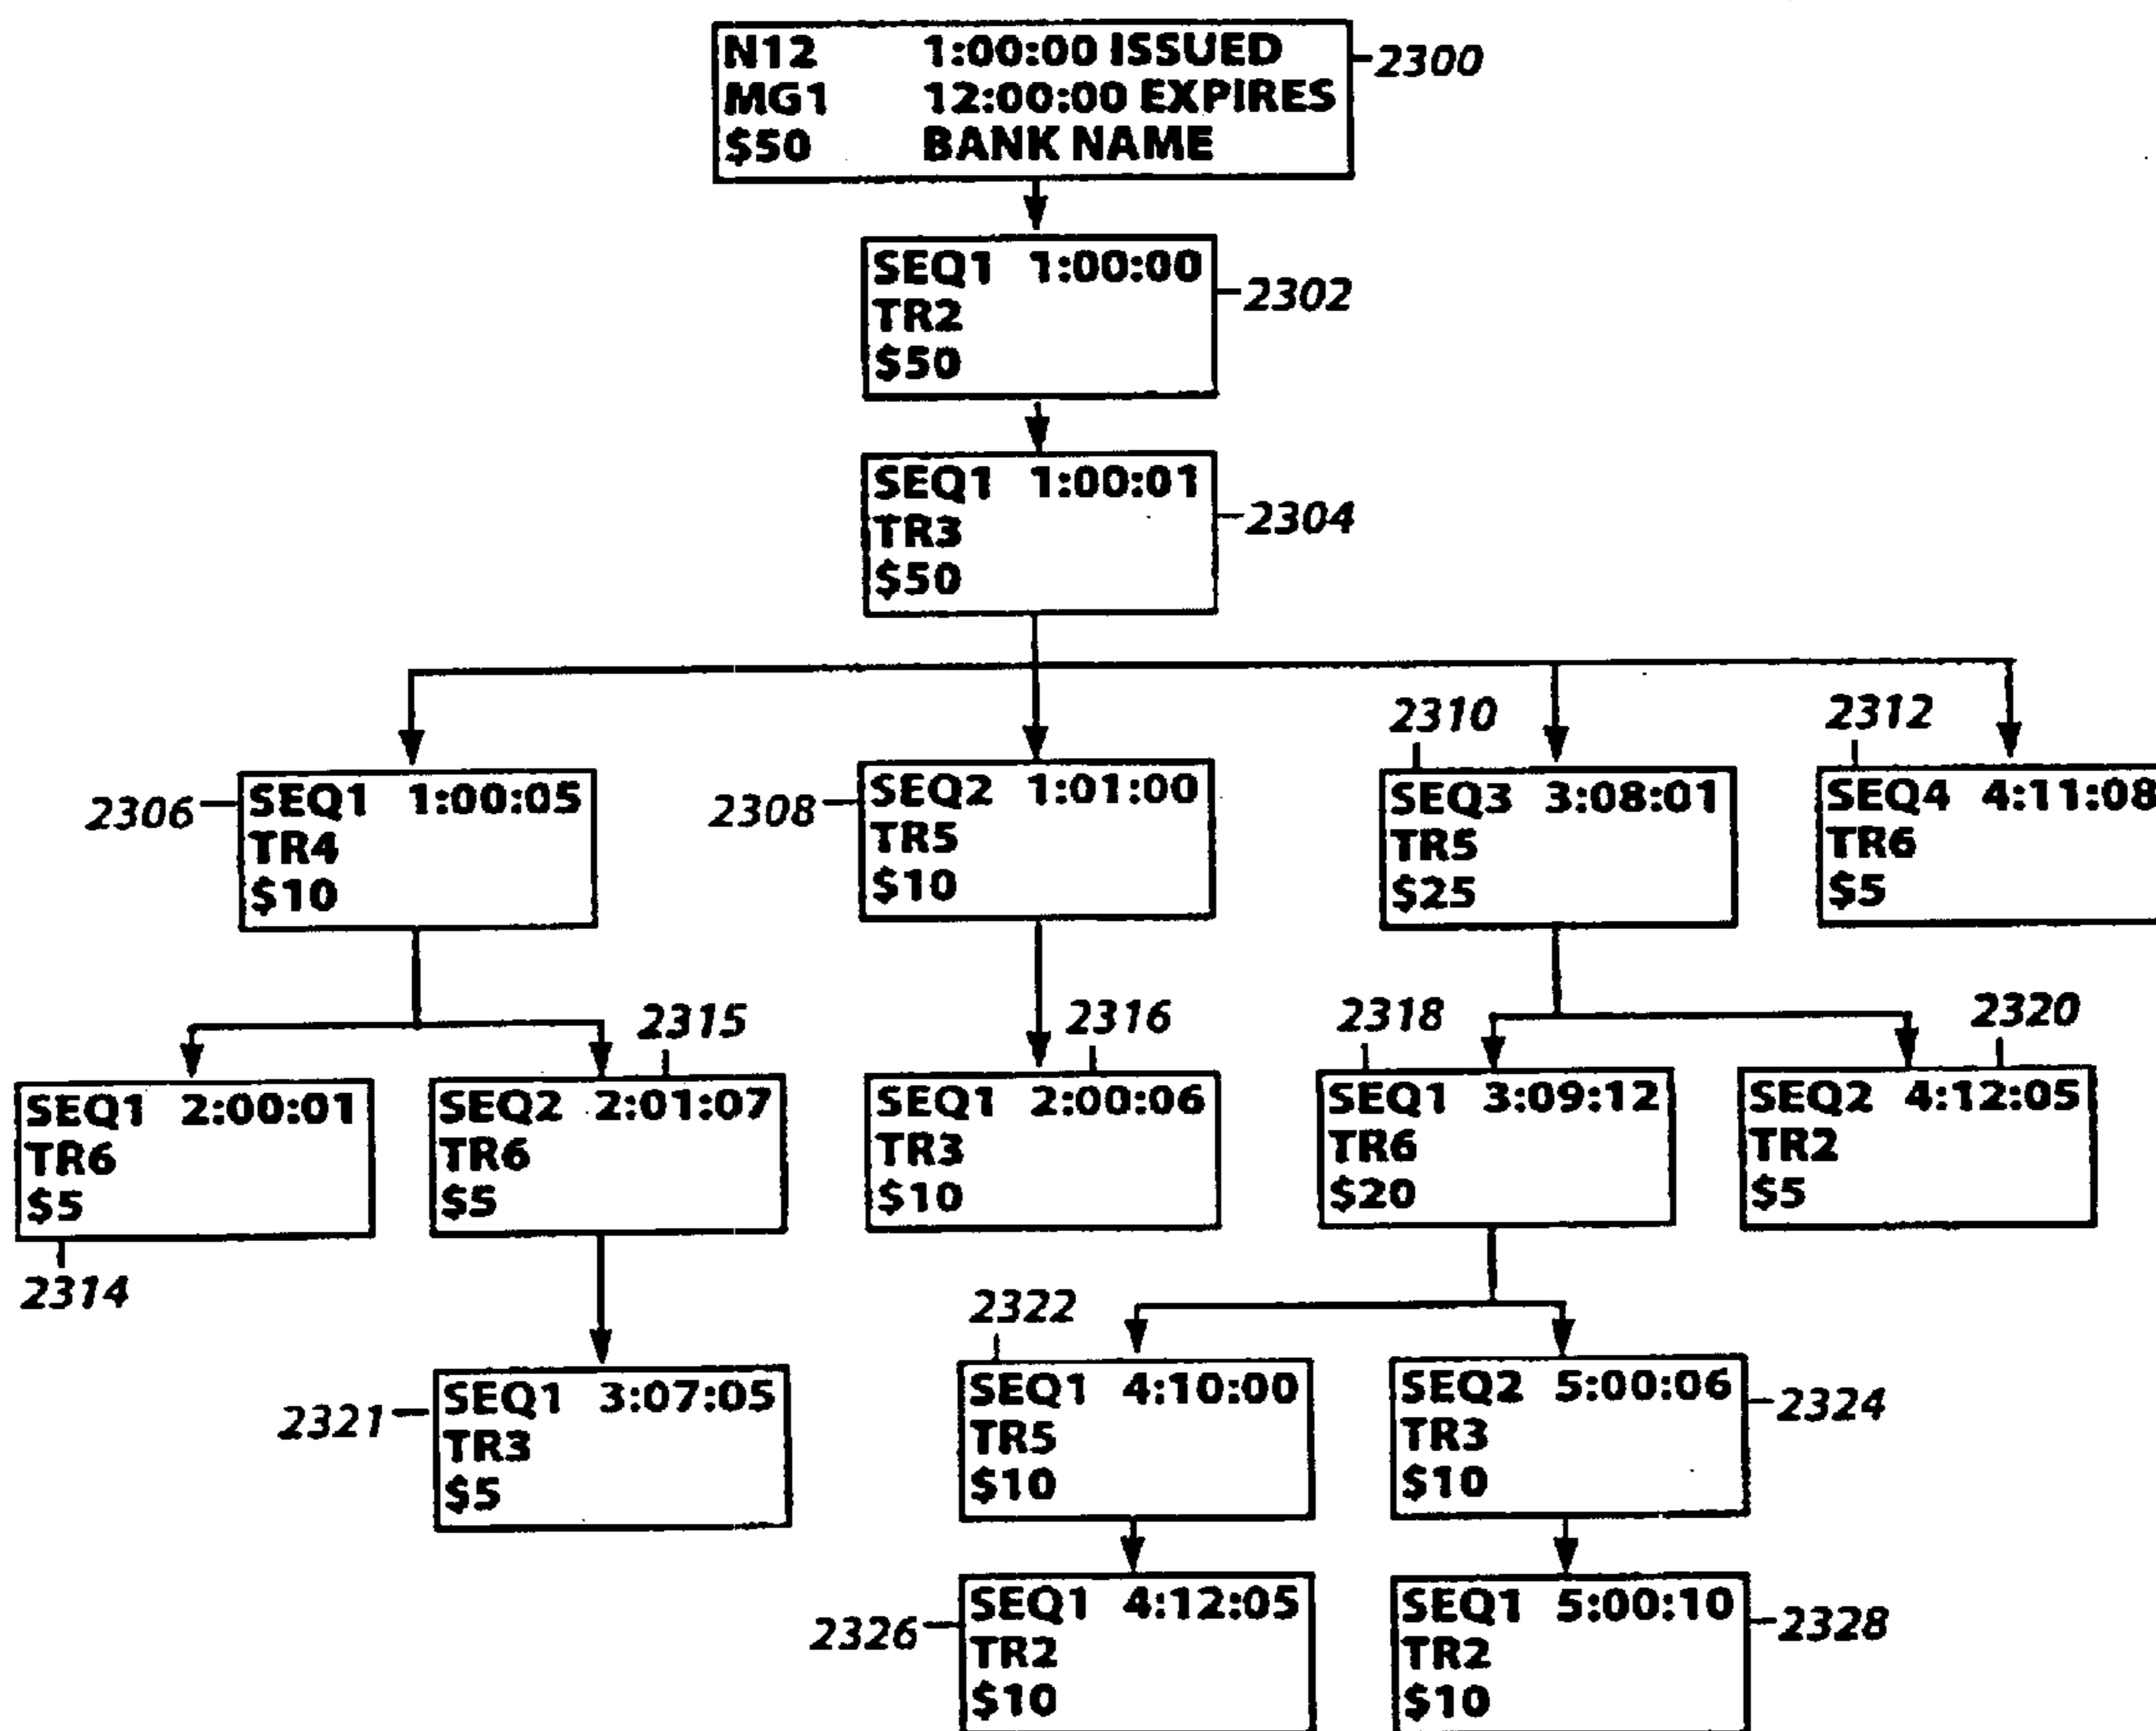 N12 1:00:00 ISSUED
MG1 12:00:00 EXPIRES
$50 BANK NAME
2300
SEQ1 1:00:00
TR2
$50
2302
SEQ1 1:00:01
TR3
$50
2304
2306
SEQ1 1:00:05
TR4
$10
2308
SEQ2 1:01:00
TR5
$10
2310
SEQ3 3:08:01
TR5
$25
2312
SEQ4 4:11:08
TR6
$5
SEQ1 2:00:01
TR6
$5
2314
2315
SEQ2 2:01:07
TR6
$5
2316
SEQ1 2:00:06
TR3
$10
2318
SEQ1 3:09:12
TR6
$20
2320
SEQ2 4:12:05
TR2
$5
2321
SEQ1 3:07:05
TR3
$5
2322
SEQ1 4:10:00
TR5
$10
SEQ2 5:00:06
TR3
$10
2324
2326
SEQ1 4:12:05
TR2
$10
SEQ1 5:00:10
TR2
$10
2328